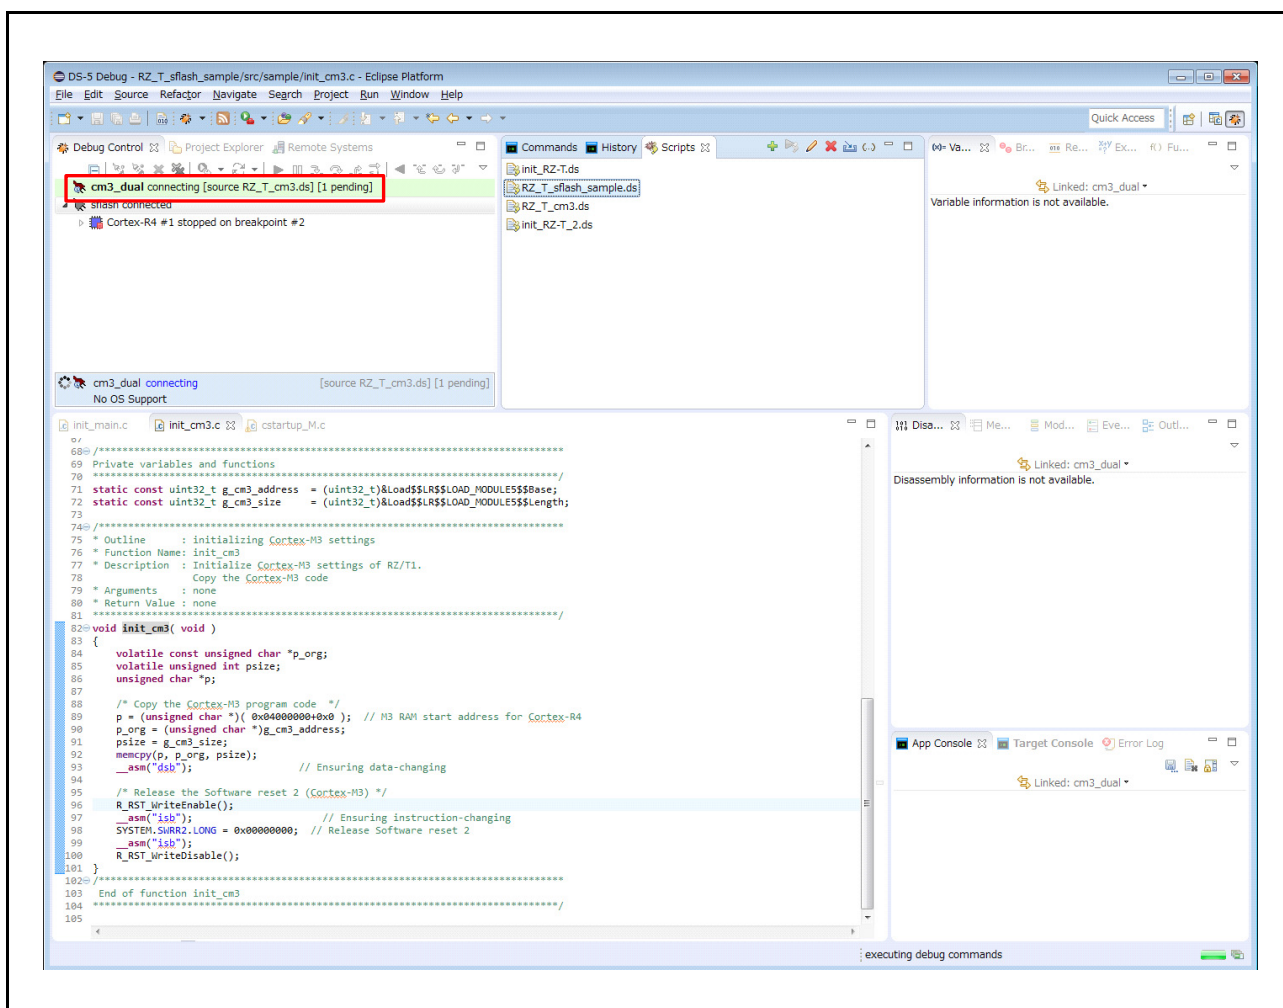 DS-5 Debug - RZ_T_sflash_sample/src/sample/init_cm3.c - Eclipse Platform
File Edit Source Refactor Navigate Search Project Run Window Help
Quick Access
Debug Control Project Explorer Remote Systems
cm3_dual connecting [source RZ_T_cm3.ds] [1 pending]
sflash connected
Cortex-R4 #1 stopped on breakpoint #2
cm3_dual connecting [source RZ_T_cm3.ds] [1 pending]
No OS Support
Commands History Scripts
init_RZ-T.ds
RZ_T_sflash_sample.ds
RZ_T_cm3.ds
init_RZ-T_2.ds
(x)= Va... Br... Re... Ex... f() Fu...
Linked: cm3_dual
Variable information is not available.
init_main.c init_cm3.c cstartup_M.c
67
68 /*******************************************************************************
69 Private variables and functions
70 *******************************************************************************/
71 static const uint32_t g_cm3_address = (uint32_t)&Load$$LR$$LOAD_MODULE5$$Base;
72 static const uint32_t g_cm3_size = (uint32_t)&Load$$LR$$LOAD_MODULE5$$Length;
73
74 /*******************************************************************************
75 * Outline : initializing Cortex-M3 settings
76 * Function Name: init_cm3
77 * Description : Initialize Cortex-M3 settings of RZ/T1.
78 Copy the Cortex-M3 code
79 * Arguments : none
80 * Return Value : none
81 *******************************************************************************/
82 void init_cm3( void )
83 {
84 volatile const unsigned char *p_org;
85 volatile unsigned int psize;
86 unsigned char *p;
87
88 /* Copy the Cortex-M3 program code */
89 p = (unsigned char *)( 0x04000000+0x0 ); // M3 RAM start address for Cortex-R4
90 p_org = (unsigned char *)g_cm3_address;
91 psize = g_cm3_size;
92 memcpy(p, p_org, psize);
93 __asm("dsb"); // Ensuring data-changing
94
95 /* Release the Software reset 2 (Cortex-M3) */
96 R_RST_WriteEnable();
97 __asm("isb"); // Ensuring instruction-changing
98 SYSTEM.SWRR2.LONG = 0x00000000; // Release Software reset 2
99 __asm("isb");
100 R_RST_WriteDisable();
101 }
102 /*******************************************************************************
103 End of function init_cm3
104 *******************************************************************************/
105
Disa... Me... Mod... Eve... Outl...
Linked: cm3_dual
Disassembly information is not available.
App Console Target Console Error Log
Linked: cm3_dual
executing debug commands